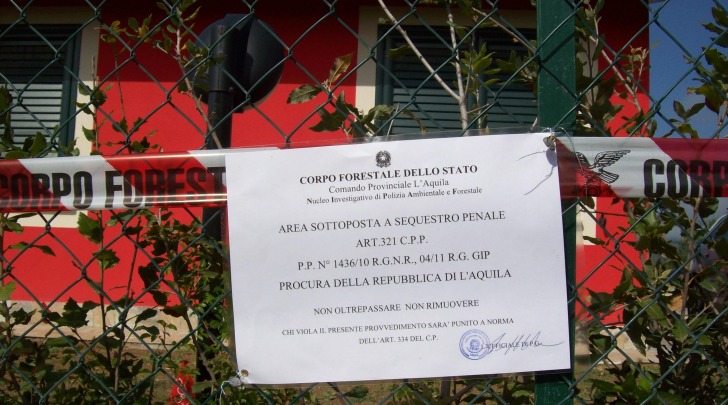 CORPO FOREST
CORP
CORPO FORESTALE DELLO STATO
Comando Provinciale L'Aquila
Nucleo Investigativo di Polizia Ambientale e Forestale
AREA SOTTOPOSTA A SEQUESTRO PENALE
ART.321 C.P.P.
P.P. N° 1436/10 R.G.N.R., 04/11 R.G. GIP
PROCURA DELLA REPUBBLICA DI L'AQUILA
NON OLTREPASSARE NON RIMUOVERE
CHI VIOLA IL PRESENTE PROVVEDIMENTO SARA' PUNITO A NORMA
DELL'ART. 334 DEL C.P.
L'UFFICIALE DI P.G.